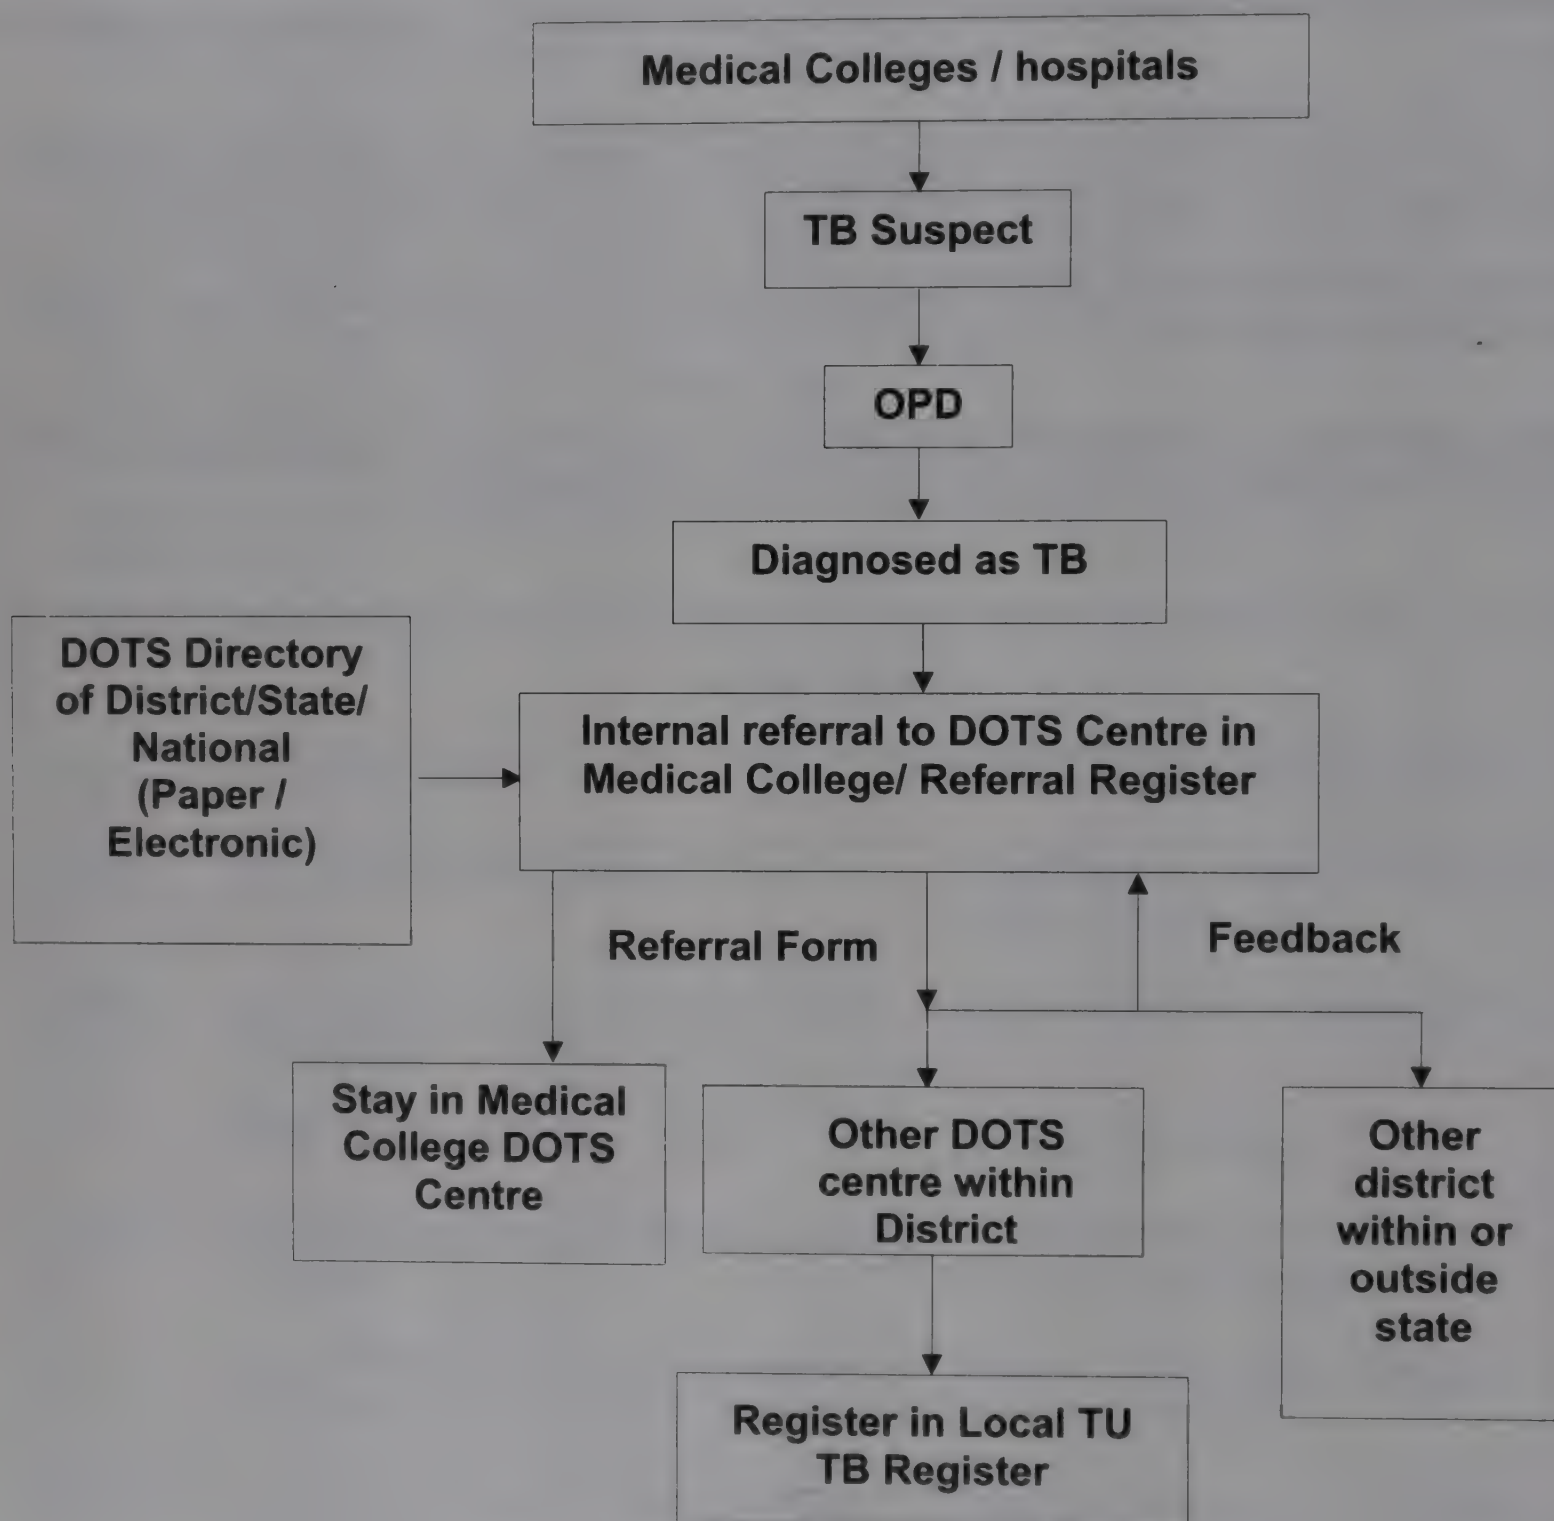 Medical Colleges / hospitals
TB Suspect
OPD
Diagnosed as TB
DOTS Directory
of District/State/
National
(Paper /
Electronic)
Internal referral to DOTS Centre in
Medical College/ Referral Register
Referral Form
Feedback
Stay in Medical
College DOTS
Centre
Other DOTS
centre within
District
Other
district
within or
outside
state
Register in Local TU
TB Register